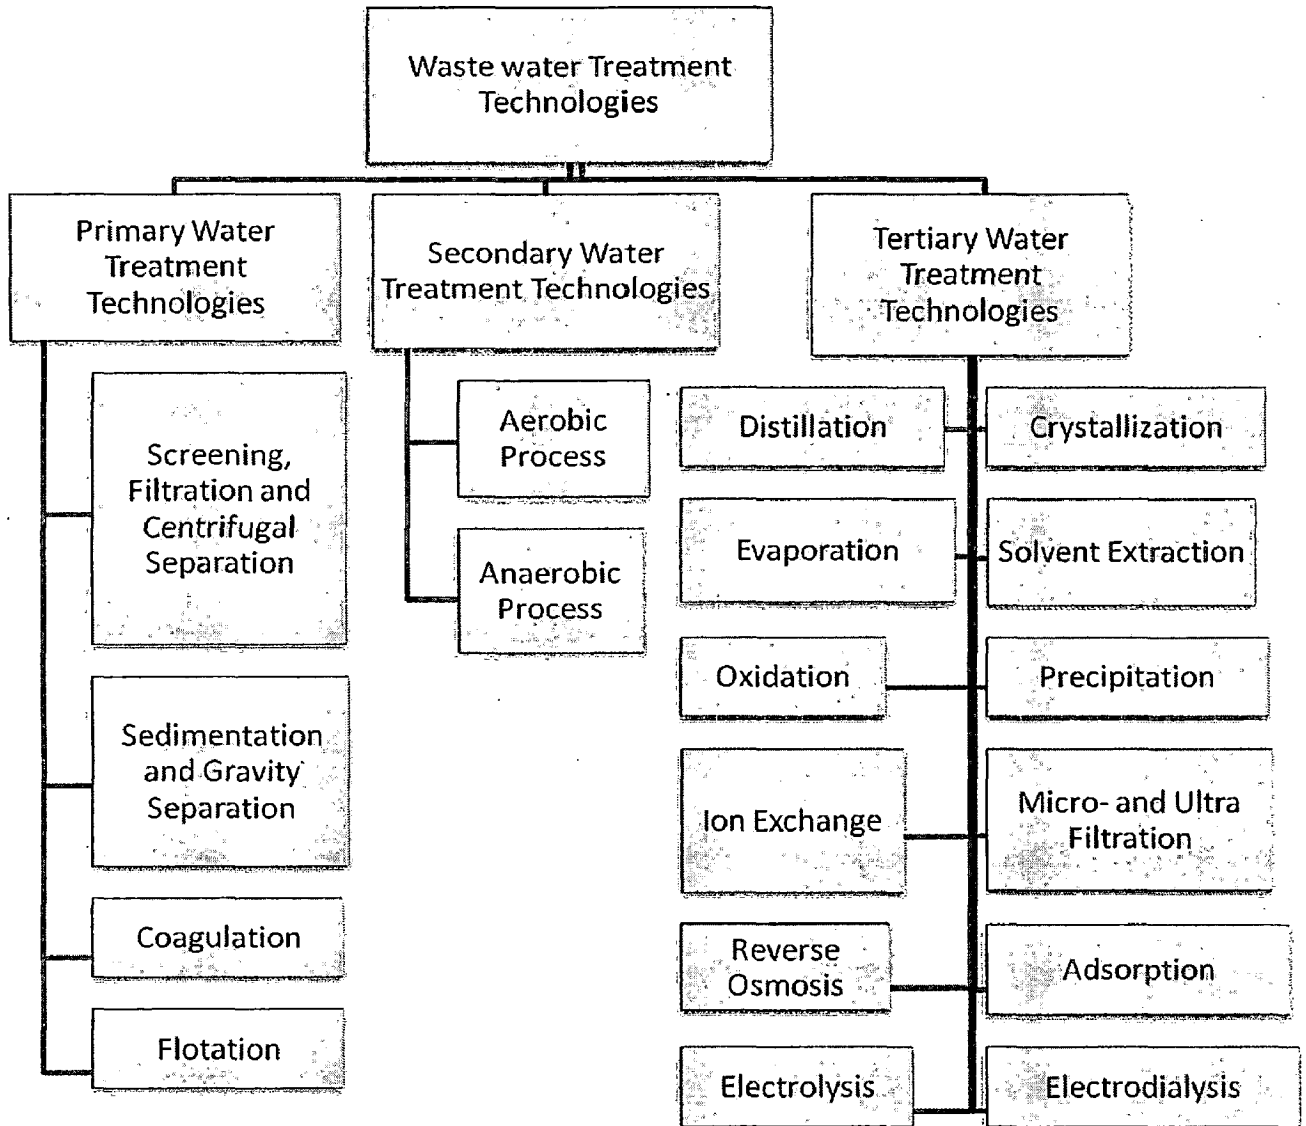 Waste water Treatment
Technologies
Primary Water
Treatment
Technologies
Secondary Water
Treatment Technologies
Tertiary Water
Treatment
Technologies
Screening,
Filtration and
Centrifugal
Separation
Sedimentation
and Gravity
Separation
Coagulation
Flotation
Aerobic
Process
Anaerobic
Process
Distillation
Crystallization
Evaporation
Solvent Extraction
Oxidation
Precipitation
Ion Exchange
Micro- and Ultra
Filtration
Reverse
Osmosis
Adsorption
Electrolysis
Electrodialysis